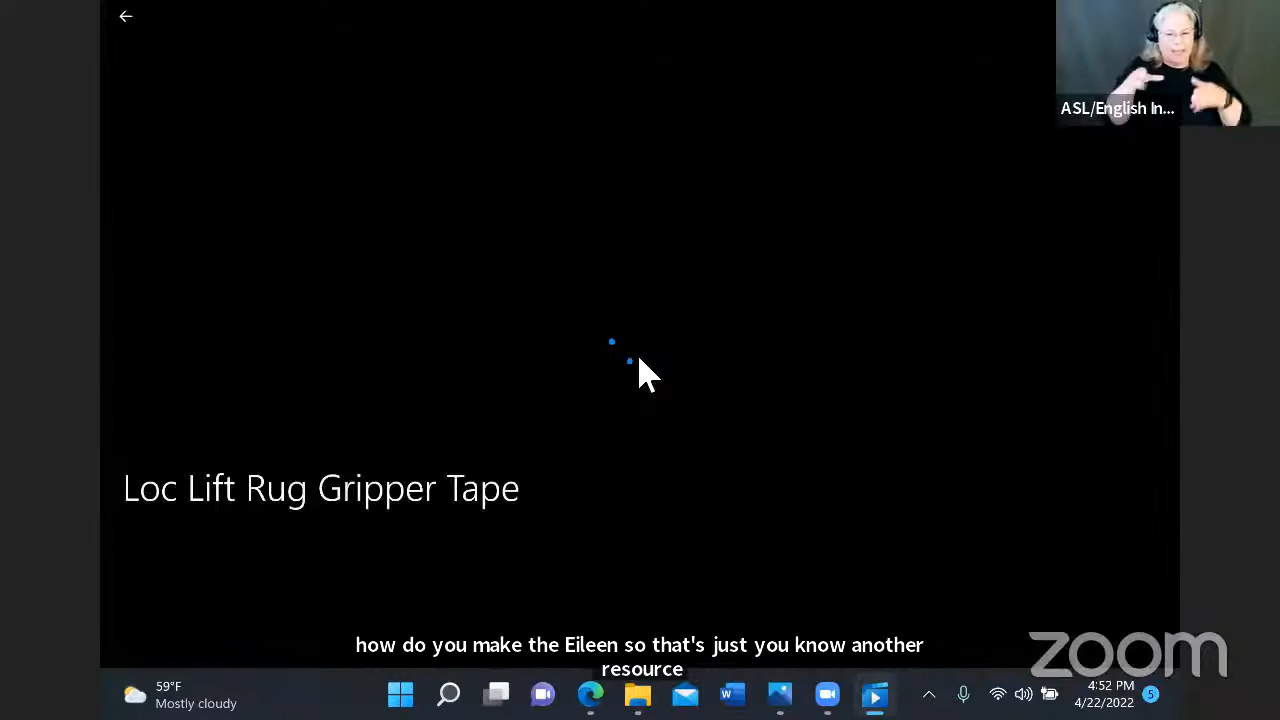 ASL/English In...
Loc Lift Rug Gripper Tape
how do you make the Eileen so that's just you know another
resource
zoom
59°F
Mostly cloudy
4:52 PM
4/22/2022
5